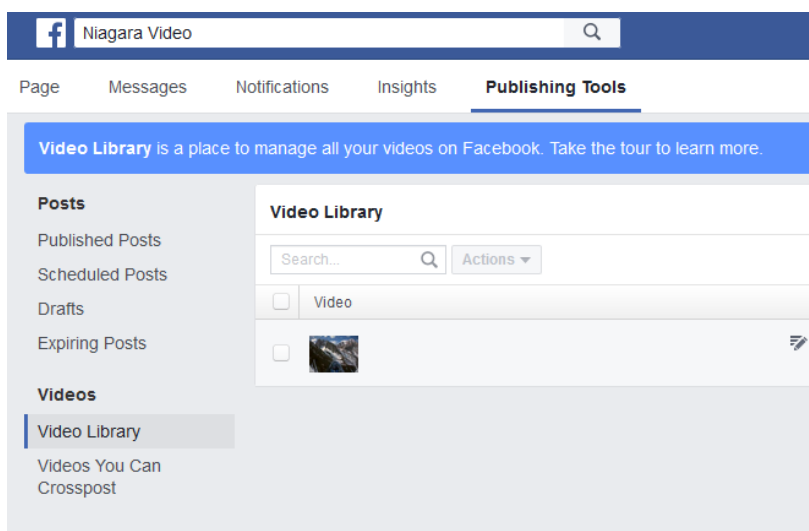 f Niagara Video
Page Messages Notifications Insights Publishing Tools
Video Library is a place to manage all your videos on Facebook. Take the tour to learn more.
Posts
Published Posts
Scheduled Posts
Drafts
Expiring Posts
Videos
Video Library
Videos You Can
Crosspost
Video Library
Search... Actions
Video